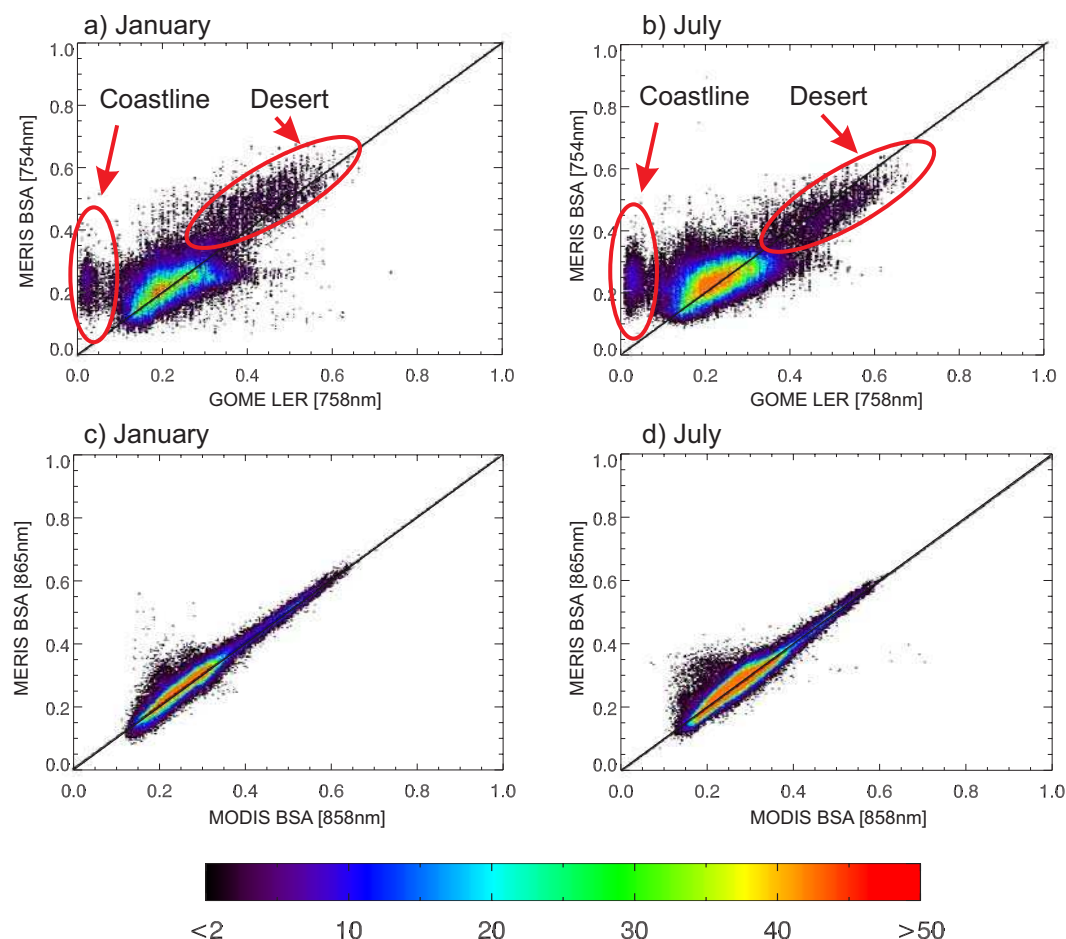 a) January
b) July
1.0
0.8
0.6
0.4
0.2
0.0
MERIS BSA [754nm]
Coastline
Desert
0.0 0.2 0.4 0.6 0.8 1.0
GOME LER [758nm]
1.0
0.8
0.6
0.4
0.2
0.0
MERIS BSA [754nm]
Coastline
Desert
0.0 0.2 0.4 0.6 0.8 1.0
GOME LER [758nm]
c) January
d) July
1.0
0.8
0.6
0.4
0.2
0.0
MERIS BSA [865nm]
0.0 0.2 0.4 0.6 0.8 1.0
MODIS BSA [858nm]
1.0
0.8
0.6
0.4
0.2
0.0
MERIS BSA [865nm]
0.0 0.2 0.4 0.6 0.8 1.0
MODIS BSA [858nm]
<2 10 20 30 40 >50